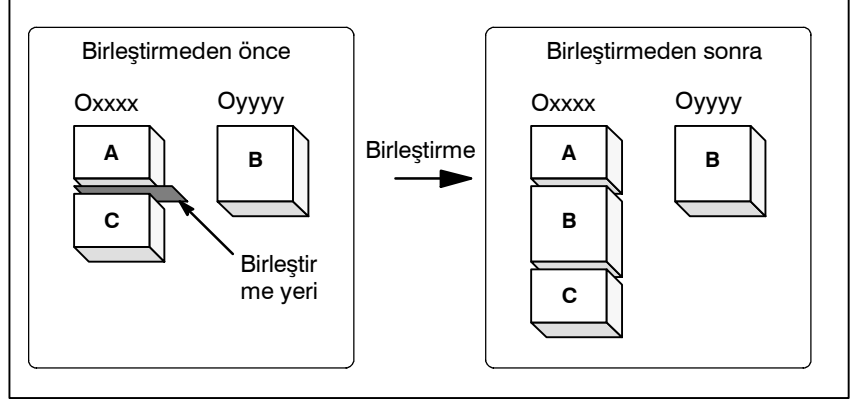 Birleştirmeden önce
Oxxxx
Oyyyy
A
B
C
Birleştir
me yeri
Birleştirme
Birleştirmeden sonra
Oxxxx
Oyyyy
A
B
B
C